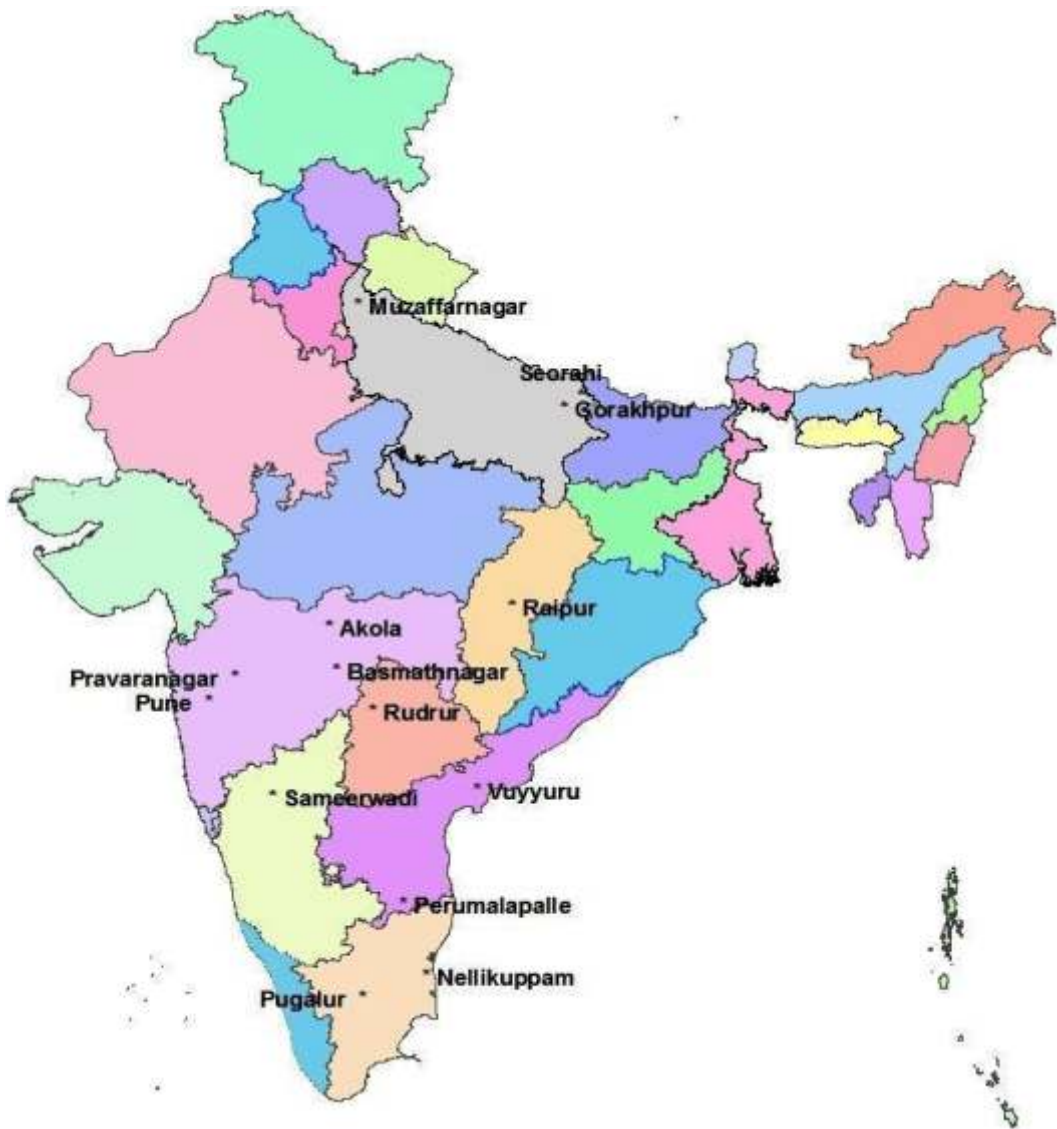 Muzaffarnagar
Seorahi
Gorakhpur
Raipur
Akola
Basmathnagar
Pravaranagar
Pune
Rudrur
Sameerwadi
Vuyyuru
Perumalapalle
Nellikuppam
Pugalur